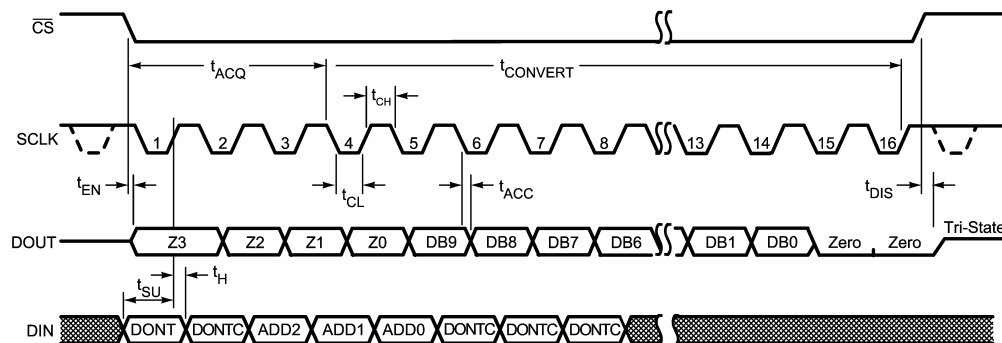 CS
tACQ
tCONVERT
tCH
SCLK
1 2 3 4 5 6 7 8 13 14 15 16
tEN
tCL
tACC
tDIS
DOUT
Z3 Z2 Z1 Z0 DB9 DB8 DB7 DB6 DB1 DB0 Zero Zero
Tri-State
tSU
tH
DIN
DONT DONTC ADD2 ADD1 ADD0 DONTC DONTC DONTC